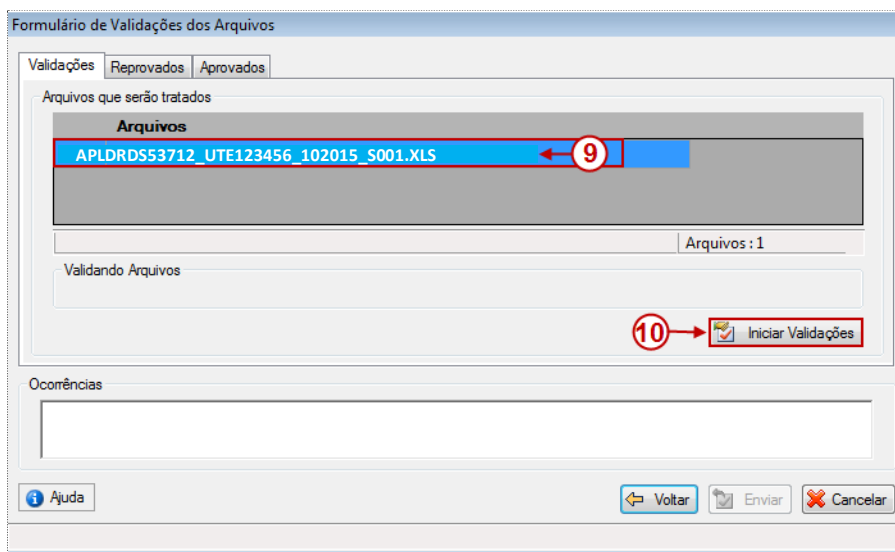 Formulário de Validações dos Arquivos
Validações Reprovados Aprovados
Arquivos que serão tratados
Arquivos
APLDRDS53712_UTE123456_102015_S001.XLS 9
Arquivos : 1
Validando Arquivos
10 Iniciar Validações
Ocorrências
Ajuda Voltar Enviar Cancelar